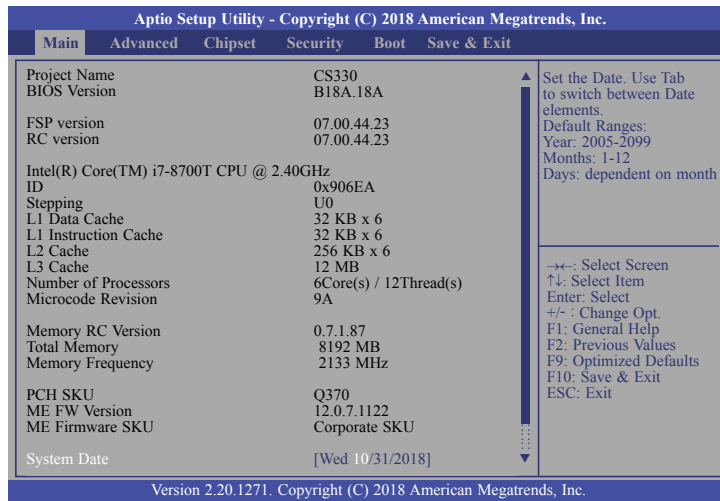 Aptio Setup Utility - Copyright (C) 2018 American Megatrends, Inc.
Main Advanced Chipset Security Boot Save & Exit
Project Name CS330
BIOS Version B18A.18A
FSP version 07.00.44.23
RC version 07.00.44.23
Intel(R) Core(TM) i7-8700T CPU @ 2.40GHz
ID 0x906EA
Stepping U0
L1 Data Cache 32 KB x 6
L1 Instruction Cache 32 KB x 6
L2 Cache 256 KB x 6
L3 Cache 12 MB
Number of Processors 6Core(s) / 12Thread(s)
Microcode Revision 9A
Memory RC Version 0.7.1.87
Total Memory 8192 MB
Memory Frequency 2133 MHz
PCH SKU Q370
ME FW Version 12.0.7.1122
ME Firmware SKU Corporate SKU
System Date [Wed 10/31/2018]
Set the Date. Use Tab
to switch between Date
elements.
Default Ranges:
Year: 2005-2099
Months: 1-12
Days: dependent on month
→←: Select Screen
↑↓: Select Item
Enter: Select
+/- : Change Opt.
F1: General Help
F2: Previous Values
F9: Optimized Defaults
F10: Save & Exit
ESC: Exit
Version 2.20.1271. Copyright (C) 2018 American Megatrends, Inc.